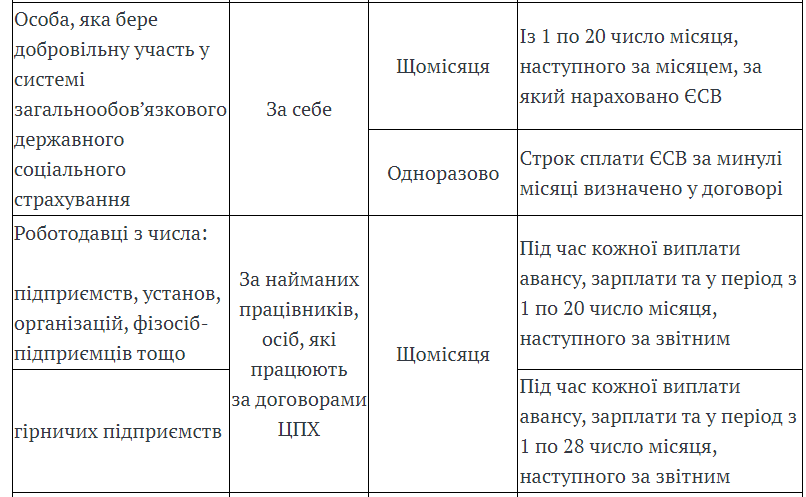 Особа, яка бере
добровільну участь у
системі
загальнообов’язкового
державного
соціального
страхування
За себе
Щомісяця
Із 1 по 20 число місяця,
наступного за місяцем, за
який нараховано ЄСВ
Одноразово
Строк сплати ЄСВ за минулі
місяці визначено у договорі
Роботодавці з числа:
підприємств, установ,
організацій, фізосіб-
підприємців тощо
За найманих
працівників,
осіб, які
працюють
за договорами
ЦПХ
Щомісяця
Під час кожної виплати
авансу, зарплати та у період з
1 по 20 число місяця,
наступного за звітним
гірничих підприємств
Під час кожної виплати
авансу, зарплати та у період з
1 по 28 число місяця,
наступного за звітним